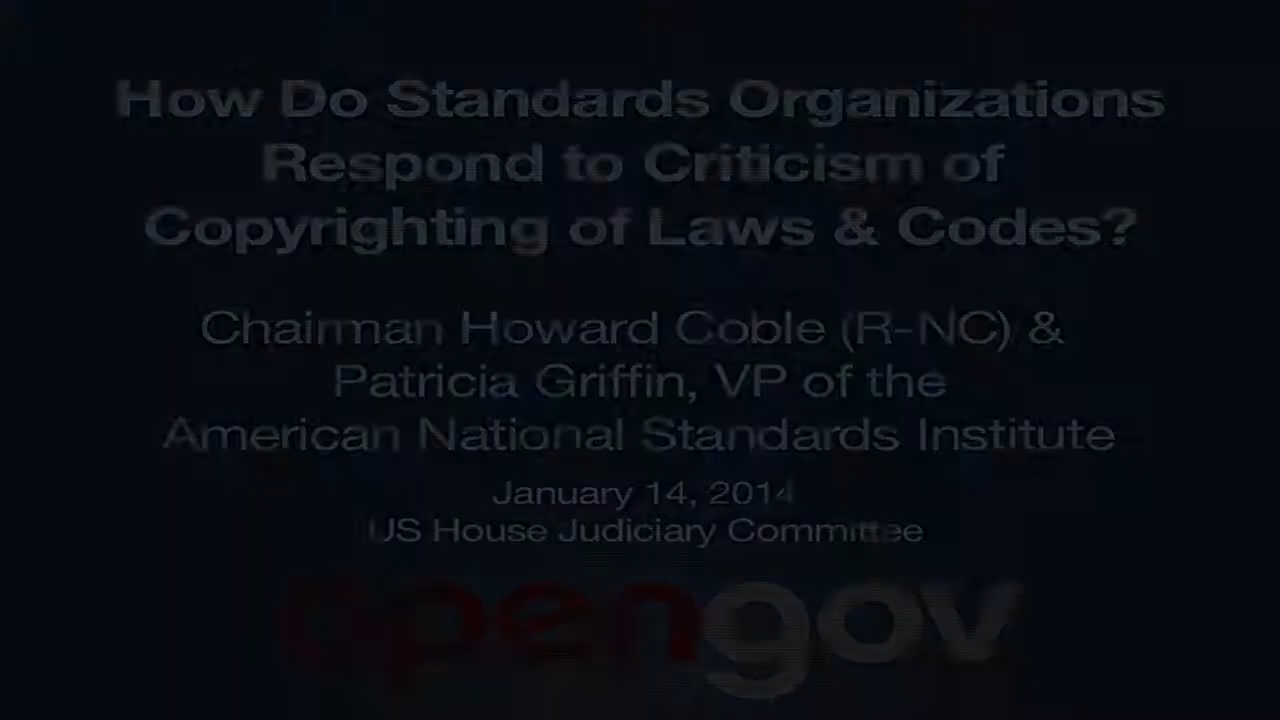 How Do Standards Organizations
Respond to Criticism of
Copyrighting of Laws & Codes?
Chairman Howard Coble (R-NC) &
Patricia Griffin, VP of the
American National Standards Institute
January 14, 2014
US House Judiciary Committee
opengov